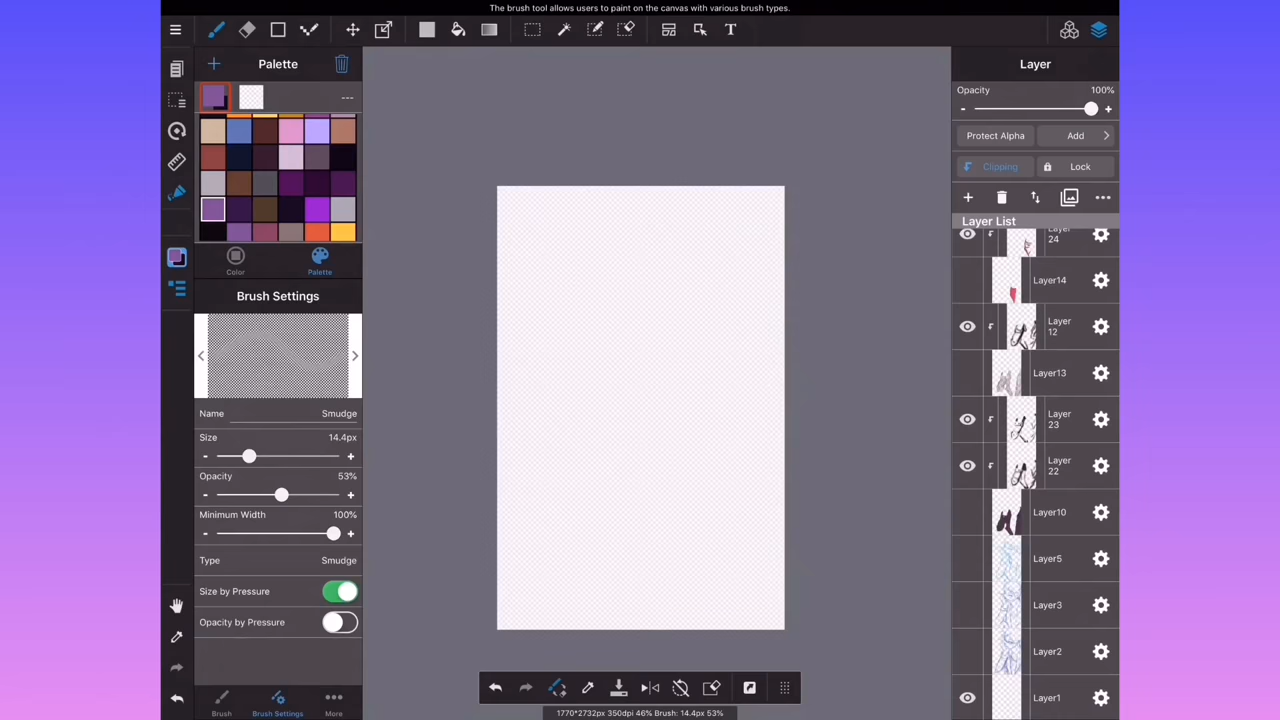 The brush tool allows users to paint on the canvas with various brush types.
T
Palette
Layer
Opacity 100%
- +
Protect Alpha Add
Clipping Lock
Layer List
Layer 24
Layer14
Layer 12
Layer13
Layer 23
Layer 22
Layer10
Layer5
Layer3
Layer2
Layer1
Color Palette
Brush Settings
Name Smudge
Size 14.4px
- +
Opacity 53%
- +
Minimum Width 100%
- +
Type Smudge
Size by Pressure
Opacity by Pressure
Brush Brush Settings More
1770*2732px 350dpi 46% Brush: 14.4px 53%